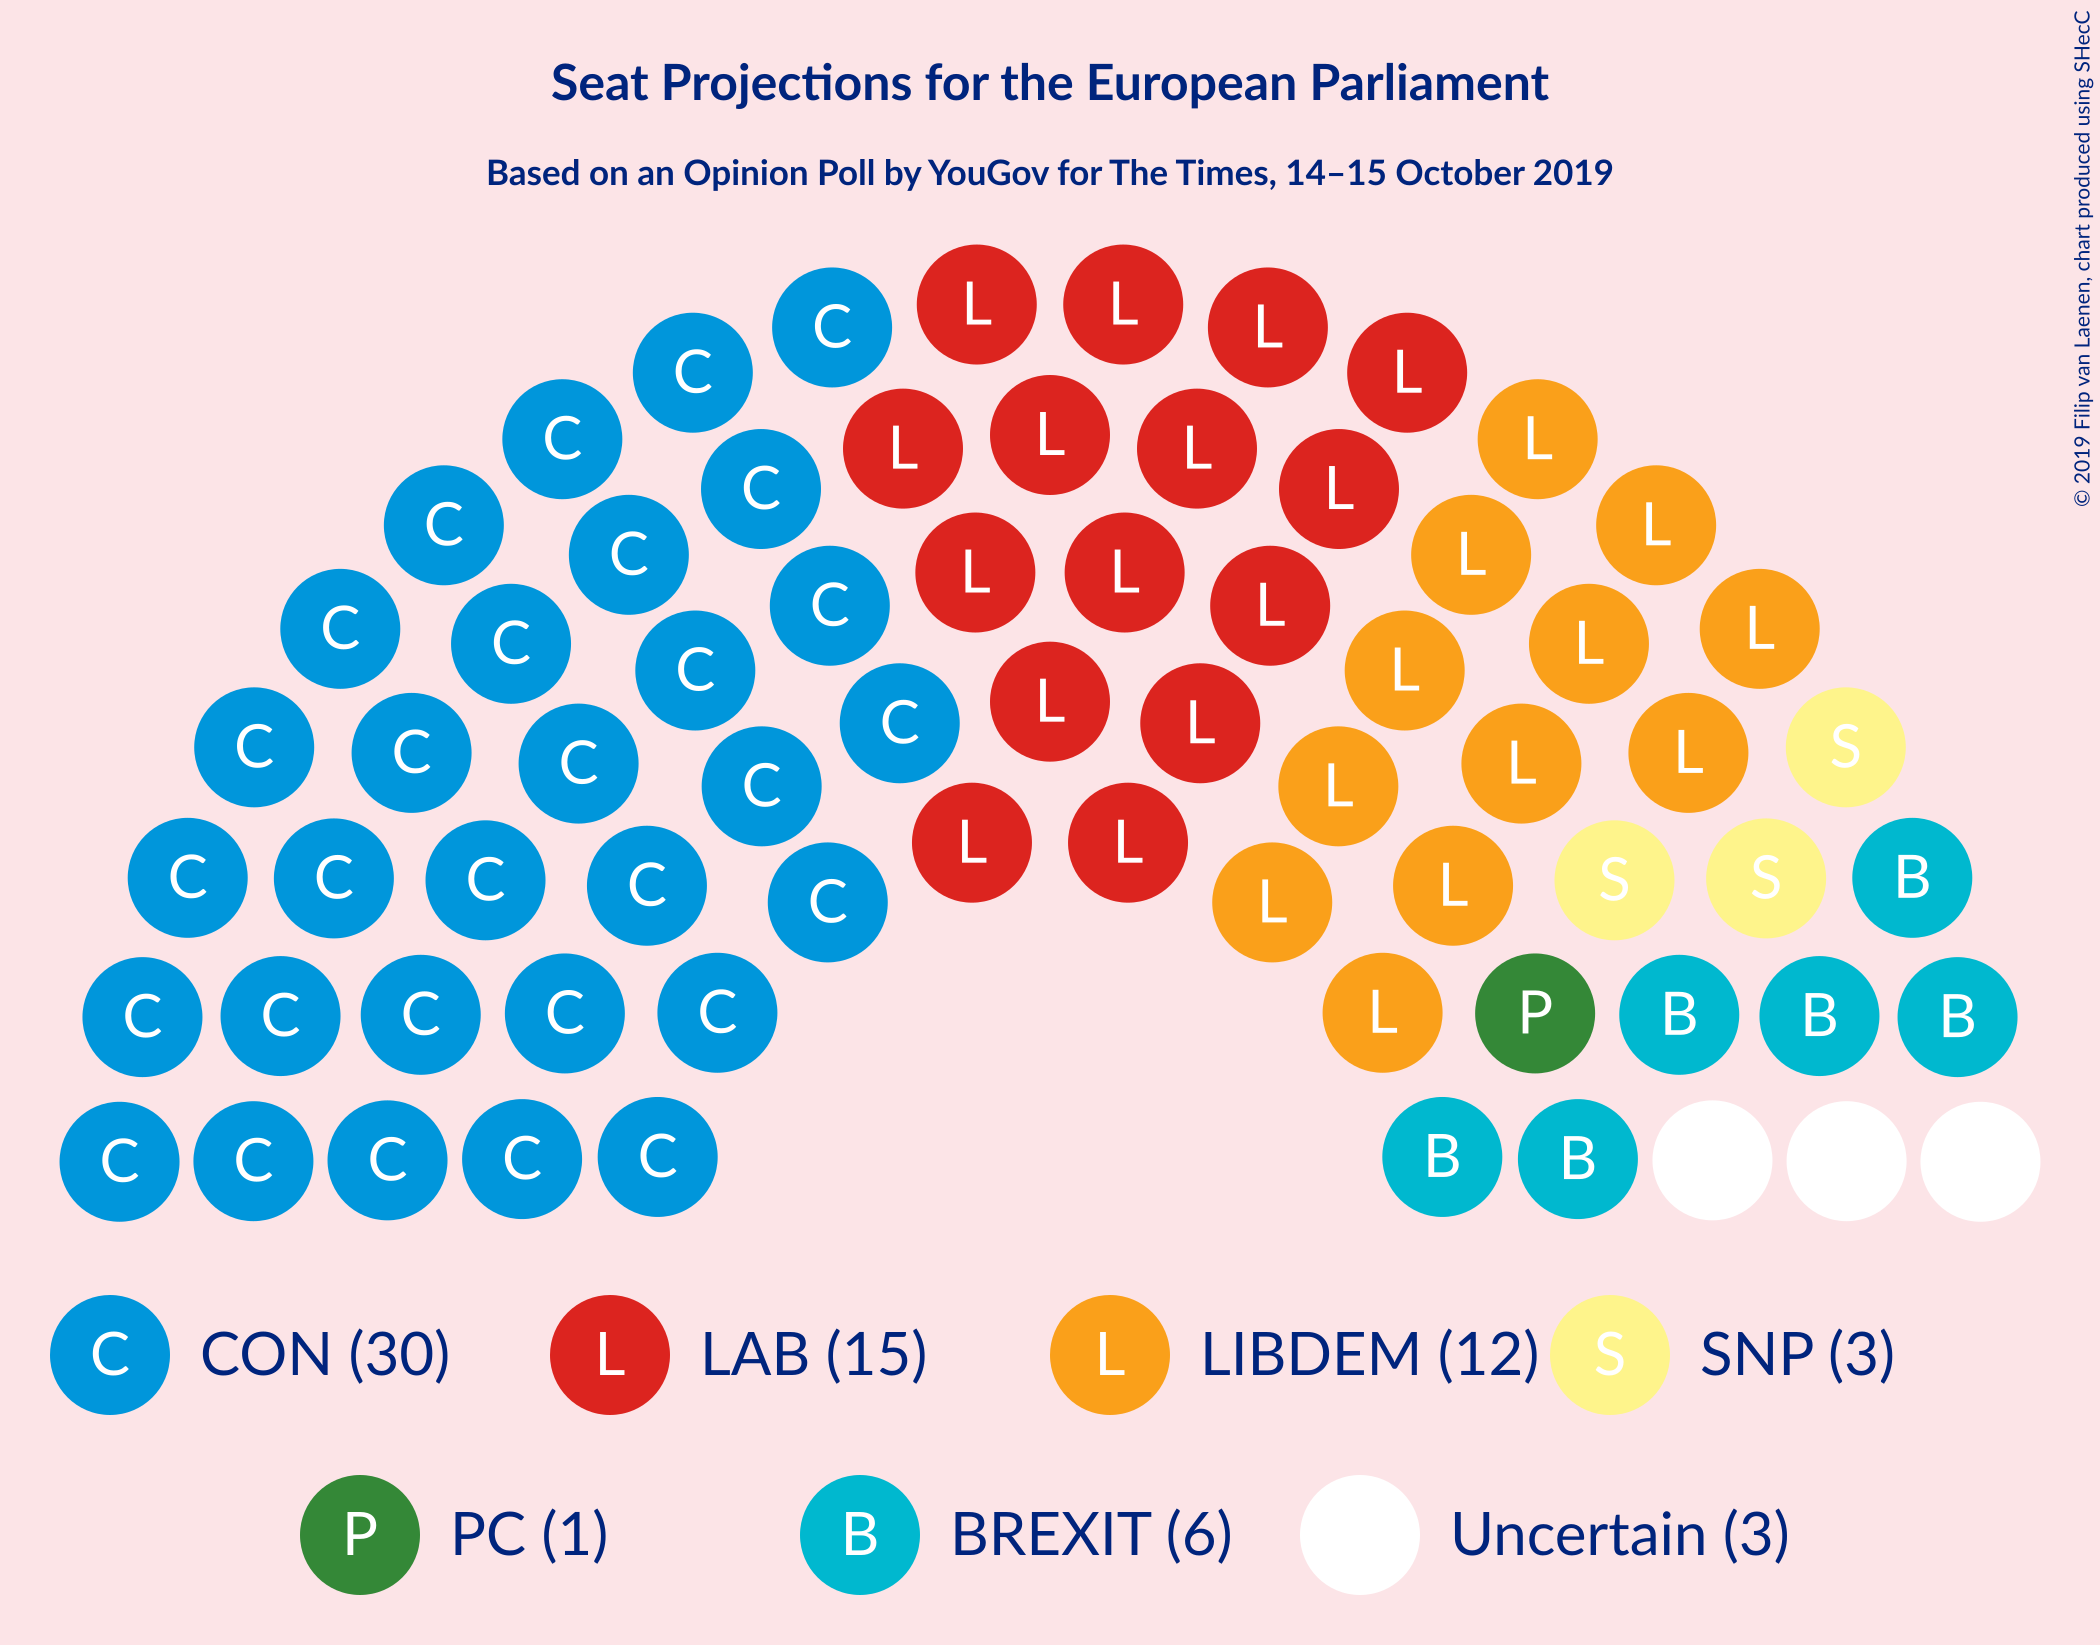 Seat Projections for the European Parliament
Based on an Opinion Poll by YouGov for The Times, 14–15 October 2019
© 2019 Filip van Laenen, chart produced using SHecC
L L
C L
C L
L
L L
C L
C L
C L
L L
C L
C L
C L
C L
C L
C L
L
C L
C L
C S
C L
C L
C L
L L
C B
C S
C S
C L
C L
C C C C C L P B B B
C C C C C B B
C CON (30) L LAB (15) L LIBDEM (12) S SNP (3)
P PC (1) B BREXIT (6) Uncertain (3)